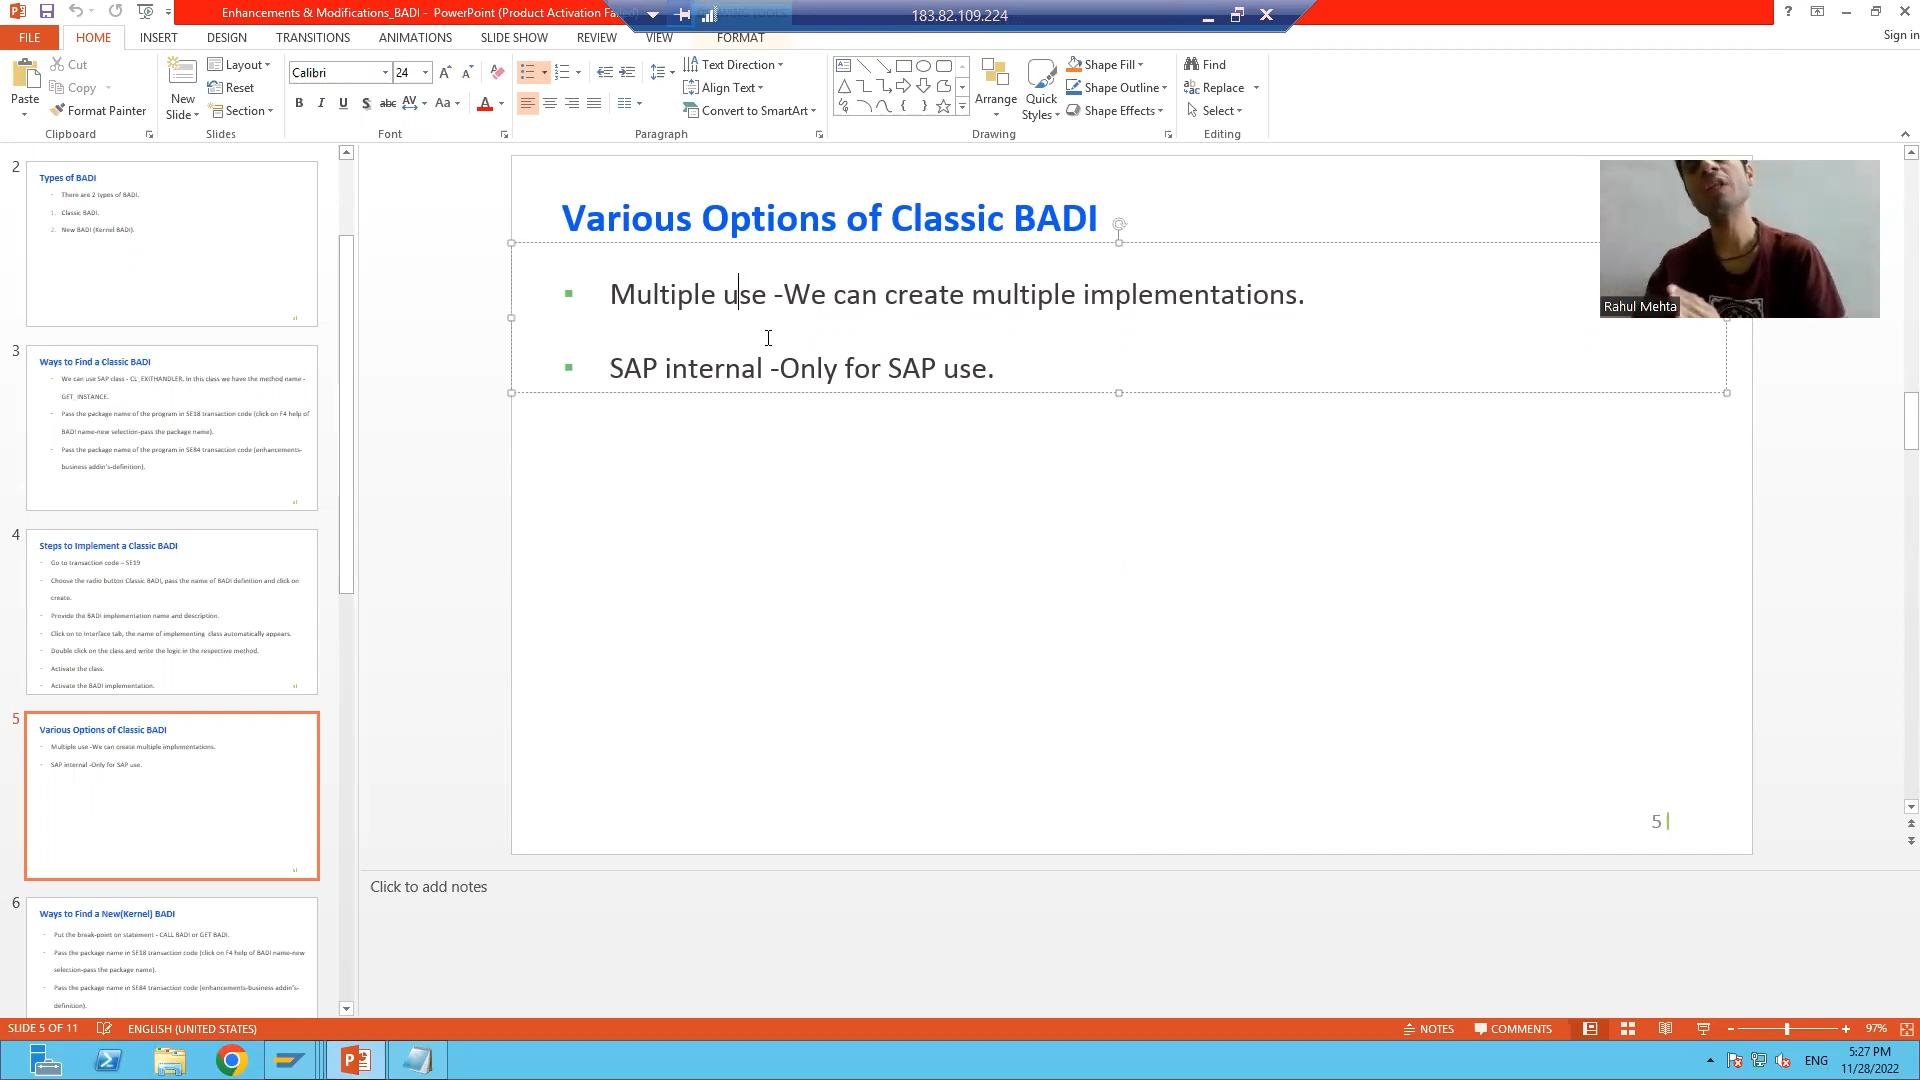 Enhancements & Modifications_BADI - PowerPoint (Product Activation Failed)
183.82.109.224
Sign in
FILE HOME INSERT DESIGN TRANSITIONS ANIMATIONS SLIDE SHOW REVIEW VIEW FORMAT
Paste
Cut
Copy
Format Painter
Clipboard
New Slide
Layout
Reset
Section
Slides
Calibri 24
Font
Text Direction
Align Text
Convert to SmartArt
Paragraph
Arrange
Quick Styles
Shape Fill
Shape Outline
Shape Effects
Drawing
Find
Replace
Select
Editing
2
Types of BADI
- There are 2 types of BADI.
1. Classic BADI.
2. New BADI (Kernel BADI).
3
Ways to Find a Classic BADI
- We can use SAP class - CL_EXITHANDLER, In this class we have the method name -
GET_INSTANCE.
- Pass the package name of the program in SE18 transaction code (click on F4 help of
BADI name-new selection-pass the package name).
- Pass the package name of the program in SE84 transaction code (enhancements-
business addin's-definition).
4
Steps to Implement a Classic BADI
- Go to transaction code – SE19
- Choose the radio button Classic BADI, pass the name of BADI definition and click on
create.
- Provide the BADI implementation name and description.
- Click on to Interface tab, the name of implementing class automatically appears.
- Double click on the class and write the logic in the respective method.
- Activate the class.
- Activate the BADI implementation.
5
Various Options of Classic BADI
- Multiple use -We can create multiple implementations.
- SAP internal -Only for SAP use.
6
Ways to Find a New(Kernel) BADI
- Put the break-point on statement - CALL BADI or GET BADI.
- Pass the package name in SE18 transaction code (click on F4 help of BADI name-new
selection-pass the package name).
- Pass the package name in SE84 transaction code (enhancements-business addin's-
definition).
Various Options of Classic BADI
Multiple use -We can create multiple implementations.
SAP internal -Only for SAP use.
5
Rahul Mehta
Click to add notes
SLIDE 5 OF 11 ENGLISH (UNITED STATES) NOTES COMMENTS 97%
ENG
5:27 PM
11/28/2022